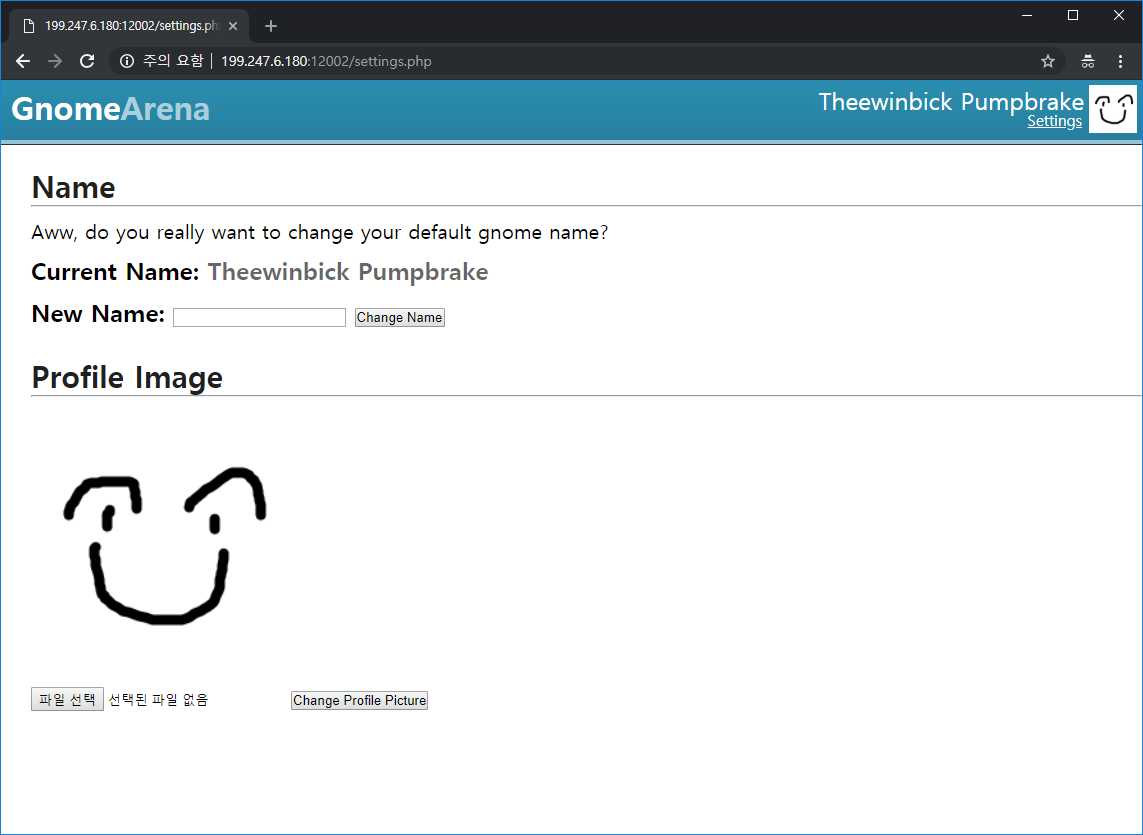 199.247.6.180:12002/settings.ph
주의 요함 | 199.247.6.180:12002/settings.php
GnomeArena
Theewinbick Pumpbrake
Settings
Name
Aww, do you really want to change your default gnome name?
Current Name: Theewinbick Pumpbrake
New Name: Change Name
Profile Image
파일 선택 선택된 파일 없음 Change Profile Picture